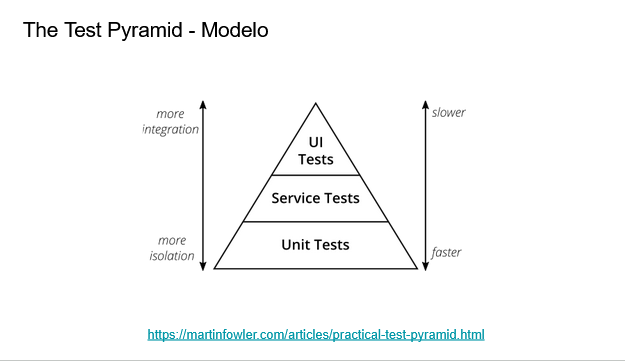 The Test Pyramid - Modelo
more
integration
slower
UI
Tests
Service Tests
more
isolation
Unit Tests
faster
https://martinfowler.com/articles/practical-test-pyramid.html